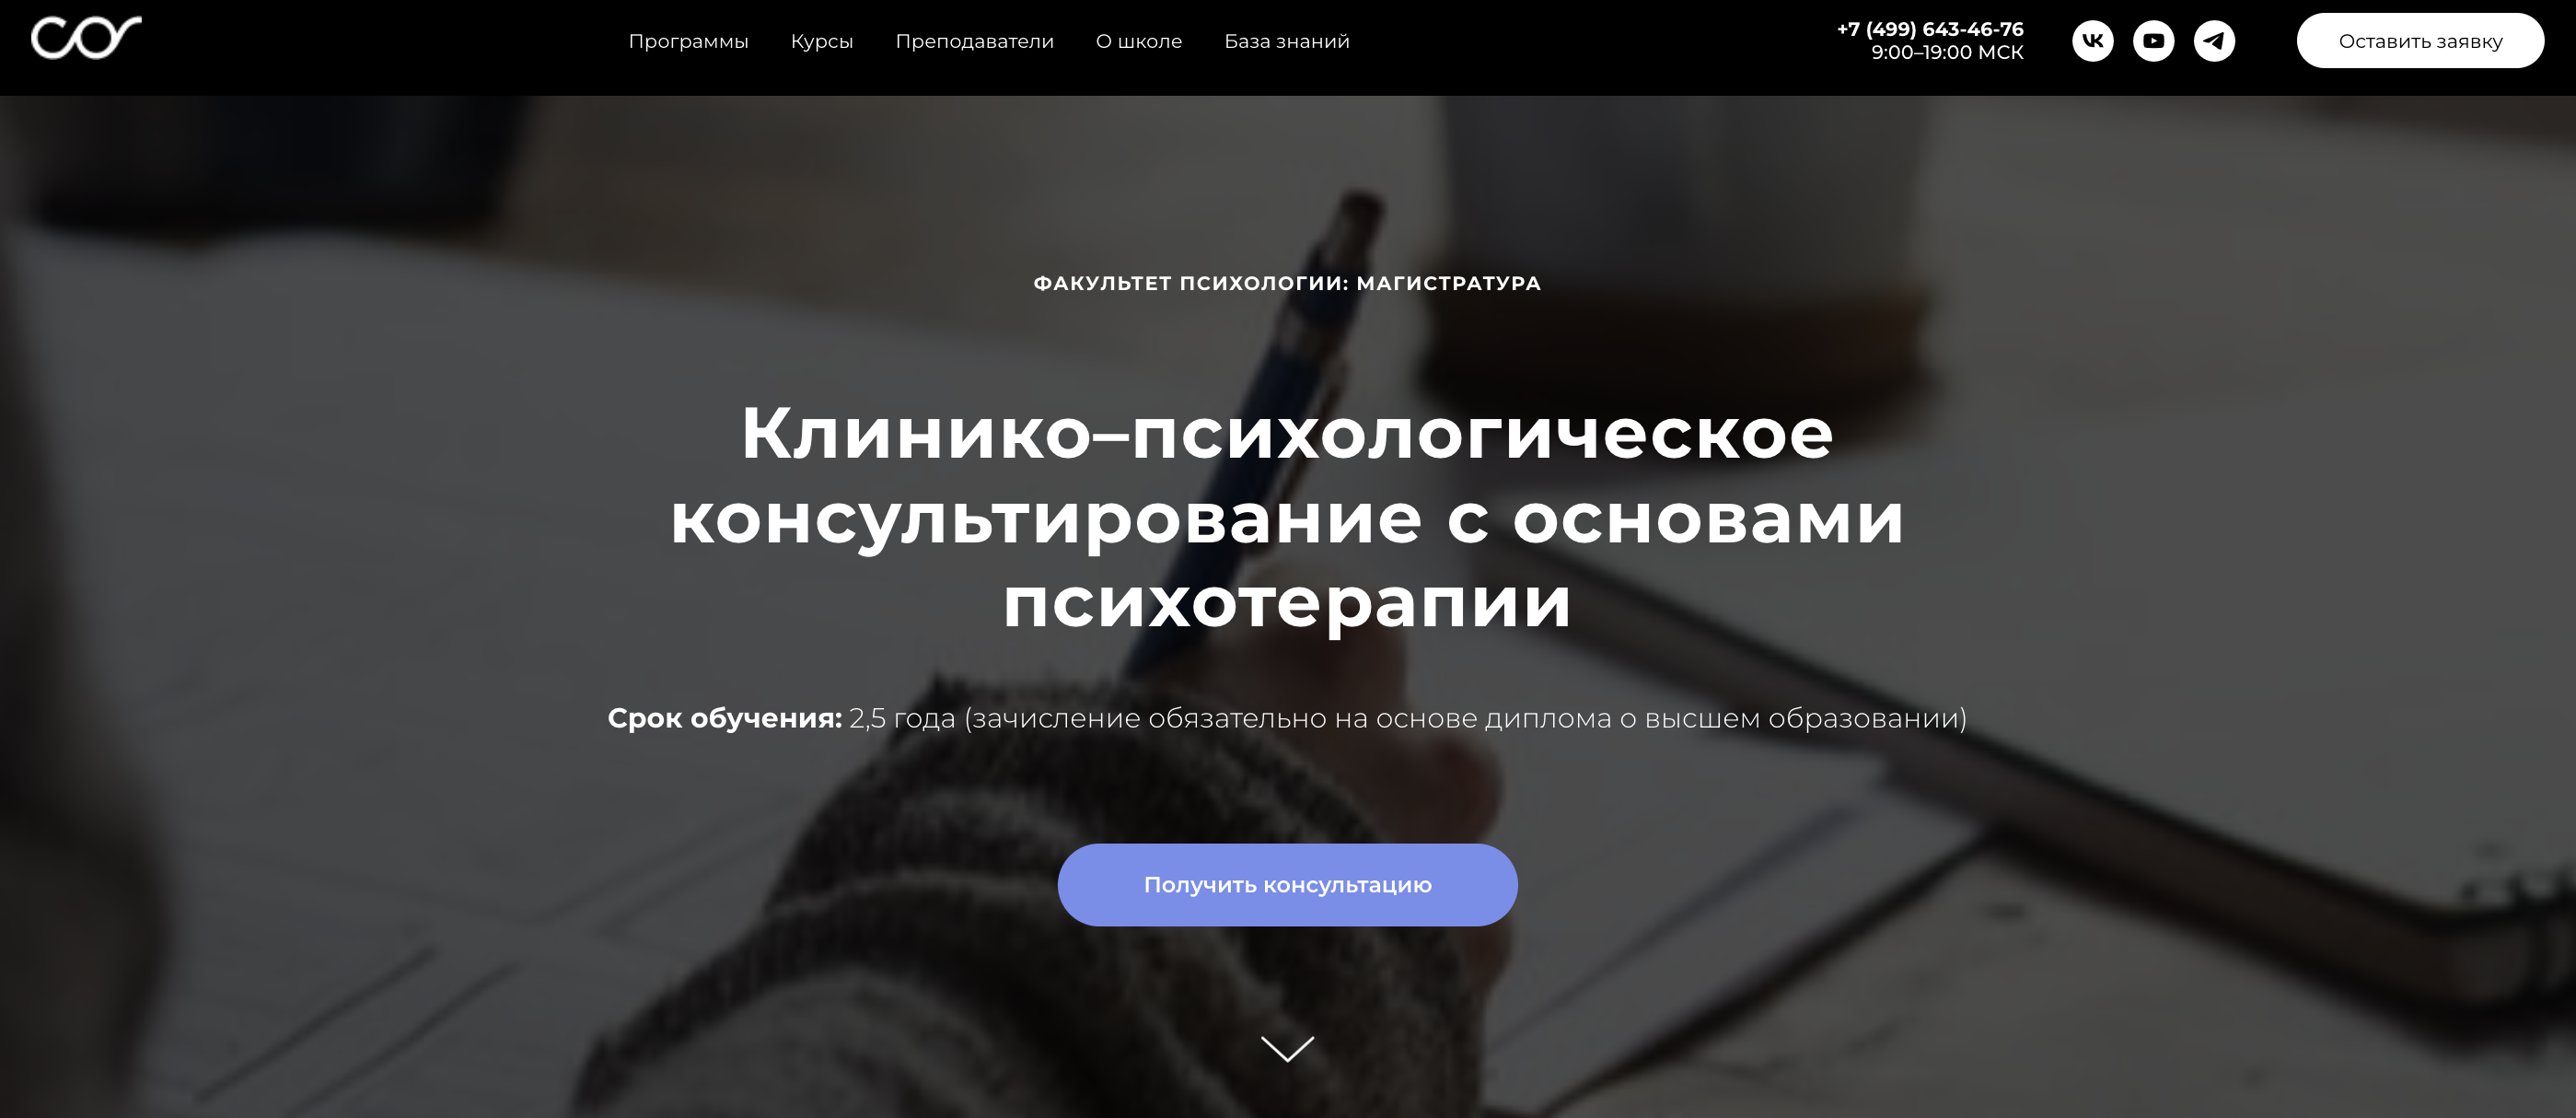 cor
Программы Курсы Преподаватели О школе База знаний
+7 (499) 643-46-76
9:00–19:00 МСК
Оставить заявку
ФАКУЛЬТЕТ ПСИХОЛОГИИ: МАГИСТРАТУРА
Клинико–психологическое
консультирование с основами
психотерапии
Срок обучения: 2,5 года (зачисление обязательно на основе диплома о высшем образовании)
Получить консультацию